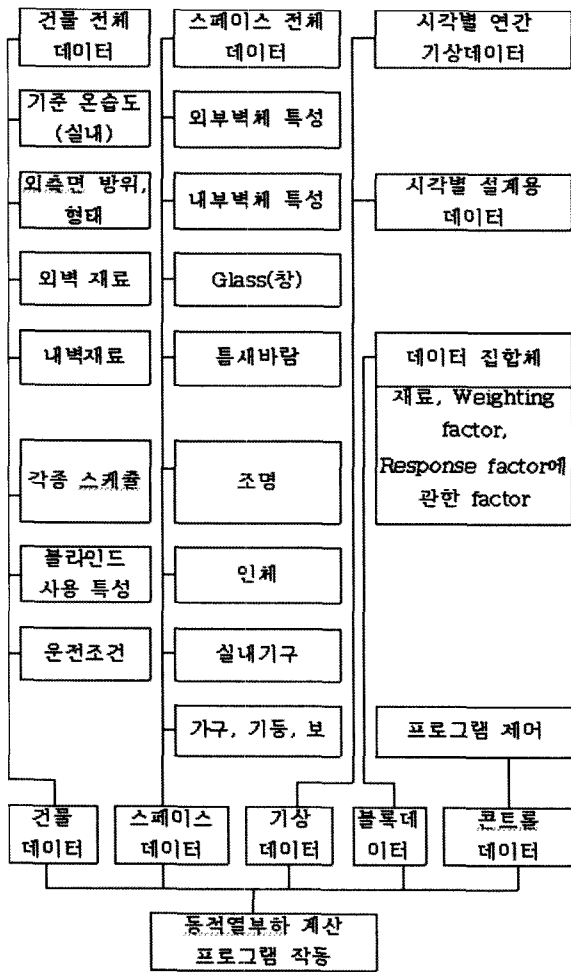 건물 전체
데이터
스페이스 전체
데이터
시각별 연간
기상데이터
기준 온습도
(실내)
외부벽체 특성
외측면 방위,
형태
내부벽체 특성
시각별 설계용
데이터
외벽 재료
Glass(창)
내벽재료
틈새바람
데이터 집합체
재료, Weighting
factor,
Response factor에
관한 factor
각종 스케쥴
조명
블라인드
사용 특성
인체
운전조건
실내기구
가구, 기둥, 보
프로그램 제어
건물
데이터
스페이스
데이터
기상
데이터
블록데
이터
콘트롤
데이터
동적열부하 계산
프로그램 작동